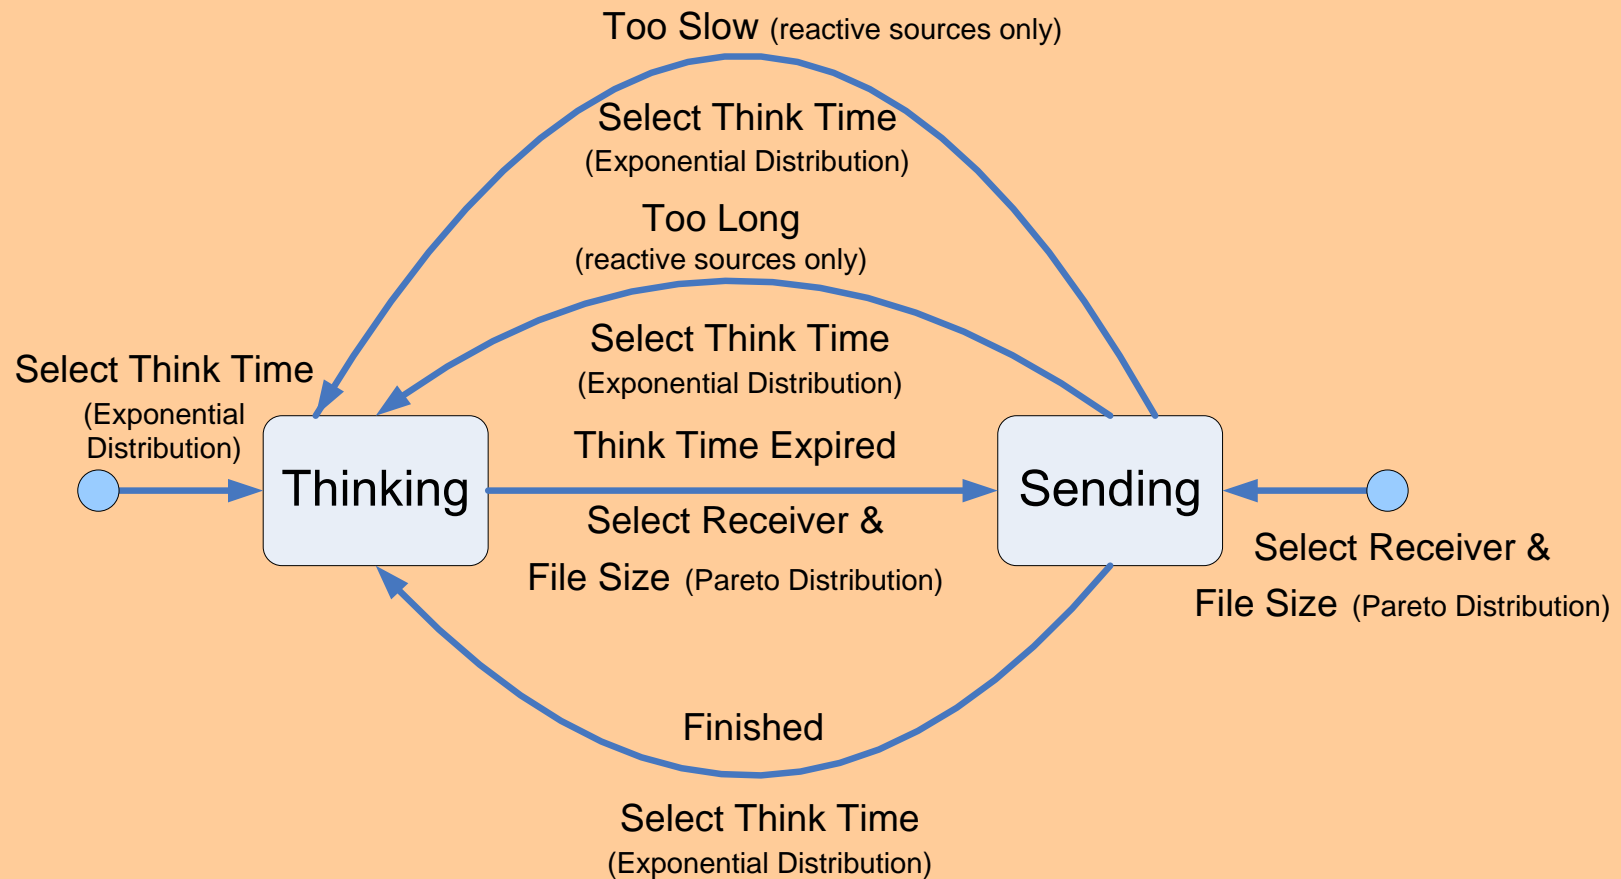 Too Slow (reactive sources only)
Select Think Time
(Exponential Distribution)
Too Long
(reactive sources only)
Select Think Time
(Exponential Distribution)
Select Think Time
(Exponential
Distribution)
Think Time Expired
Thinking
Sending
Select Receiver &
File Size (Pareto Distribution)
Select Receiver &
File Size (Pareto Distribution)
Finished
Select Think Time
(Exponential Distribution)